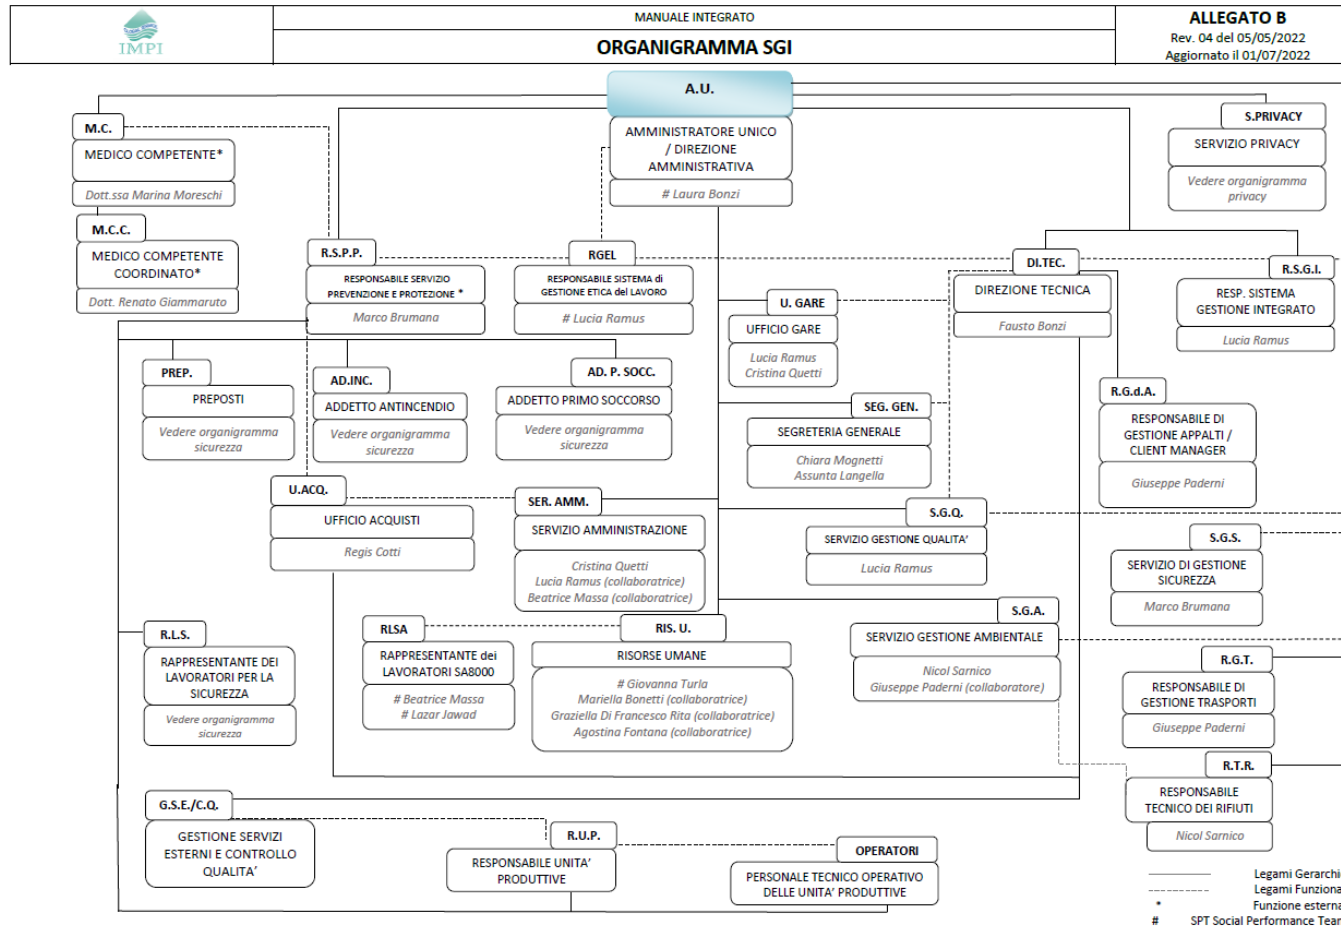 IMPI
MANUALE INTEGRATO
ORGANIGRAMMA SGI
ALLEGATO B
Rev. 04 del 05/05/2022
Aggiornato il 01/07/2022
A.U.
AMMINISTRATORE UNICO
/ DIREZIONE
AMMINISTRATIVA
# Laura Bonzi
M.C.
MEDICO COMPETENTE*
Dott.ssa Marina Moreschi
S.PRIVACY
SERVIZIO PRIVACY
Vedere organigramma
privacy
M.C.C.
MEDICO COMPETENTE
COORDINATO*
Dott. Renato Giammaruto
R.S.P.P.
RESPONSABILE SERVIZIO
PREVENZIONE E PROTEZIONE *
Marco Brumana
RGEL
RESPONSABILE SISTEMA di
GESTIONE ETICA del LAVORO
# Lucia Ramus
DI.TEC.
DIREZIONE TECNICA
Fausto Bonzi
R.S.G.I.
RESP. SISTEMA
GESTIONE INTEGRATO
Lucia Ramus
U. GARE
UFFICIO GARE
Lucia Ramus
Cristina Quetti
PREP.
PREPOSTI
Vedere organigramma
sicurezza
AD.INC.
ADDETTO ANTINCENDIO
Vedere organigramma
sicurezza
AD. P. SOCC.
ADDETTO PRIMO SOCCORSO
Vedere organigramma
sicurezza
SEG. GEN.
SEGRETERIA GENERALE
Chiara Mognetti
Assunta Langella
R.G.d.A.
RESPONSABILE DI
GESTIONE APPALTI /
CLIENT MANAGER
Giuseppe Paderni
U.ACQ.
UFFICIO ACQUISTI
Regis Cotti
SER. AMM.
SERVIZIO AMMINISTRAZIONE
Cristina Quetti
Lucia Ramus (collaboratrice)
Beatrice Massa (collaboratrice)
S.G.Q.
SERVIZIO GESTIONE QUALITA’
Lucia Ramus
S.G.S.
SERVIZIO DI GESTIONE
SICUREZZA
Marco Brumana
R.L.S.
RAPPRESENTANTE DEI
LAVORATORI PER LA
SICUREZZA
Vedere organigramma
sicurezza
RLSA
RAPPRESENTANTE dei
LAVORATORI SA8000
# Beatrice Massa
# Lazar Jawad
RIS. U.
RISORSE UMANE
# Giovanna Turla
Mariella Bonetti (collaboratrice)
Graziella Di Francesco Rita (collaboratrice)
Agostina Fontana (collaboratrice)
S.G.A.
SERVIZIO GESTIONE AMBIENTALE
Nicol Sarnico
Giuseppe Paderni (collaboratore)
R.G.T.
RESPONSABILE DI
GESTIONE TRASPORTI
Giuseppe Paderni
R.T.R.
RESPONSABILE
TECNICO DEI RIFIUTI
Nicol Sarnico
G.S.E./C.Q.
GESTIONE SERVIZI
ESTERNI E CONTROLLO
QUALITA’
R.U.P.
RESPONSABILE UNITA’
PRODUTTIVE
OPERATORI
PERSONALE TECNICO OPERATIVO
DELLE UNITA’ PRODUTTIVE
Legami Gerarchi
Legami Funziona
* Funzione esterna
# SPT Social Performance Team